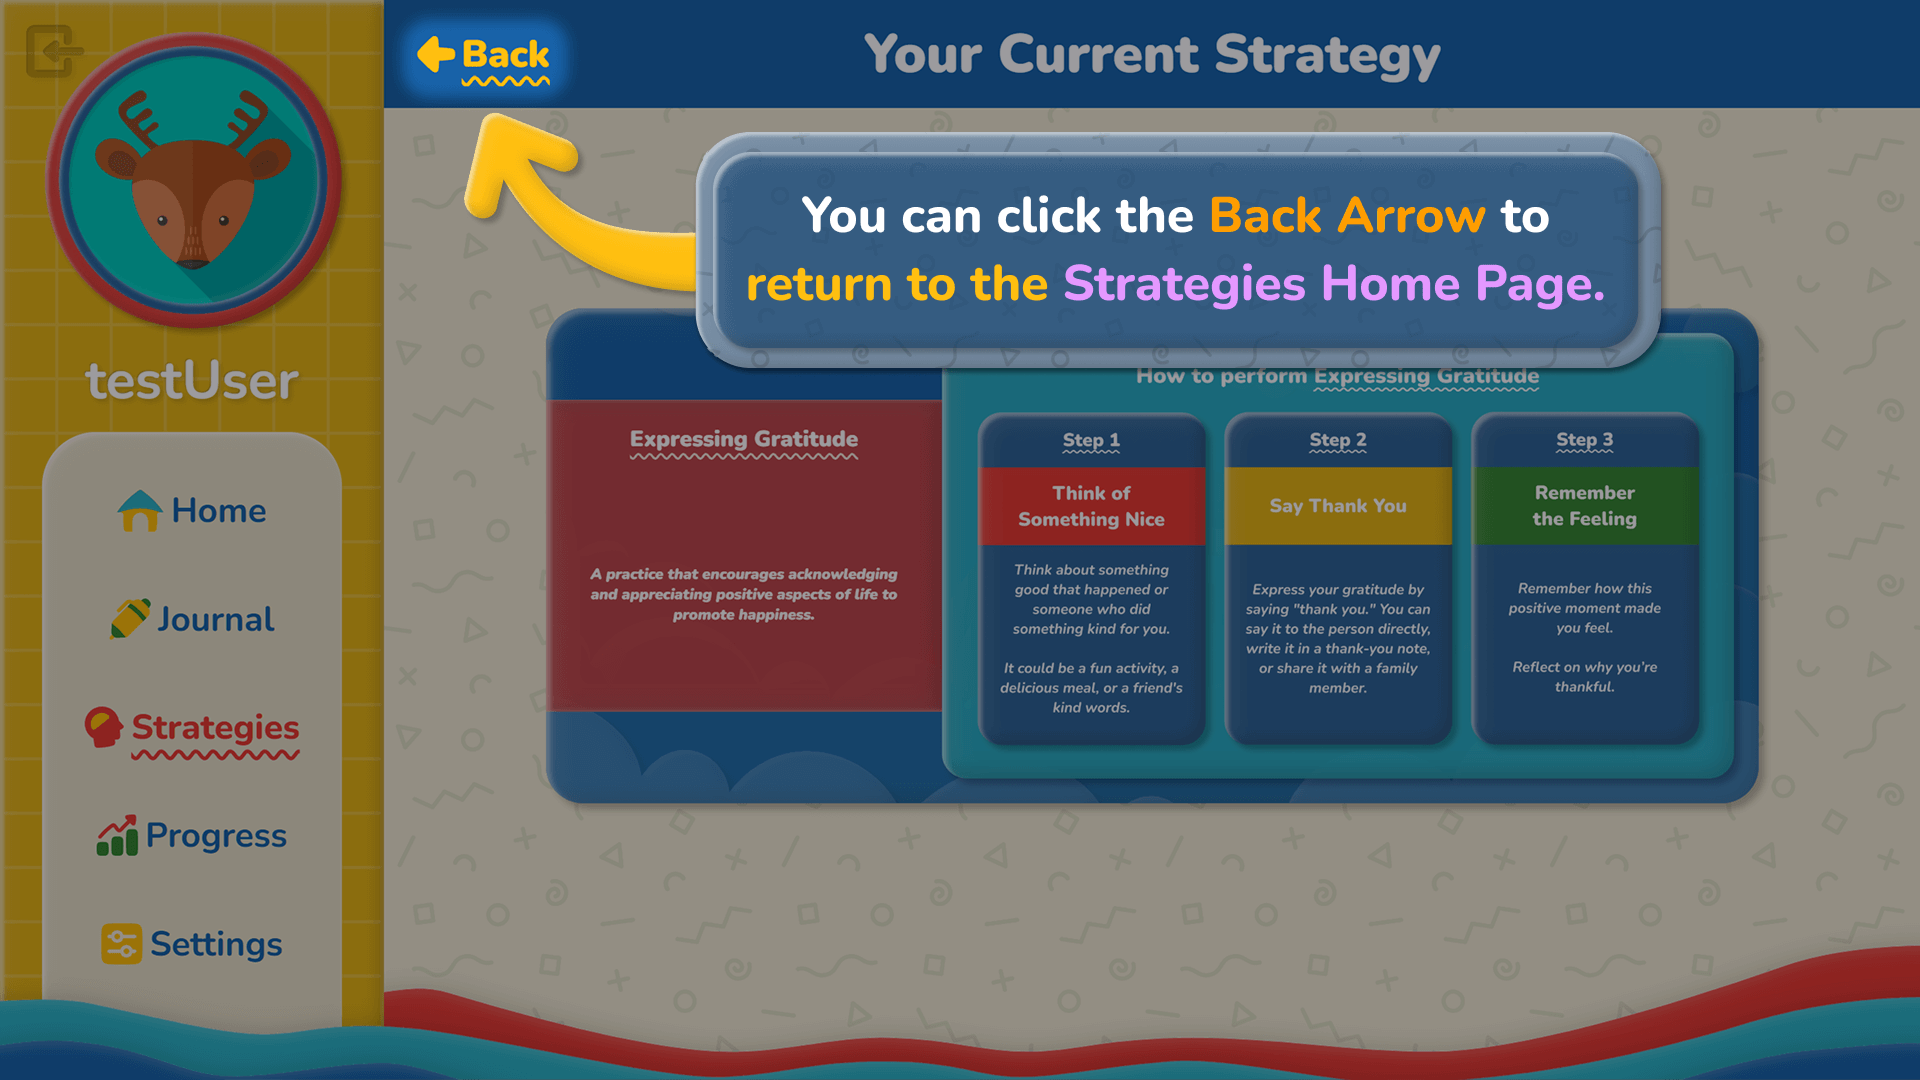 Back
Your Current Strategy
You can click the Back Arrow to
return to the Strategies Home Page.
testUser
Home
Journal
Strategies
Progress
Settings
Expressing Gratitude
A practice that encourages acknowledging
and appreciating positive aspects of life to
promote happiness.
How to perform Expressing Gratitude
Step 1
Think of
Something Nice
Think about something
good that happened or
someone who did
something kind for you.
It could be a fun activity, a
delicious meal, or a friend's
kind words.
Step 2
Say Thank You
Express your gratitude by
saying "thank you." You can
say it to the person directly,
write it in a thank-you note,
or share it with a family
member.
Step 3
Remember
the Feeling
Remember how this
positive moment made
you feel.
Reflect on why you're
thankful.